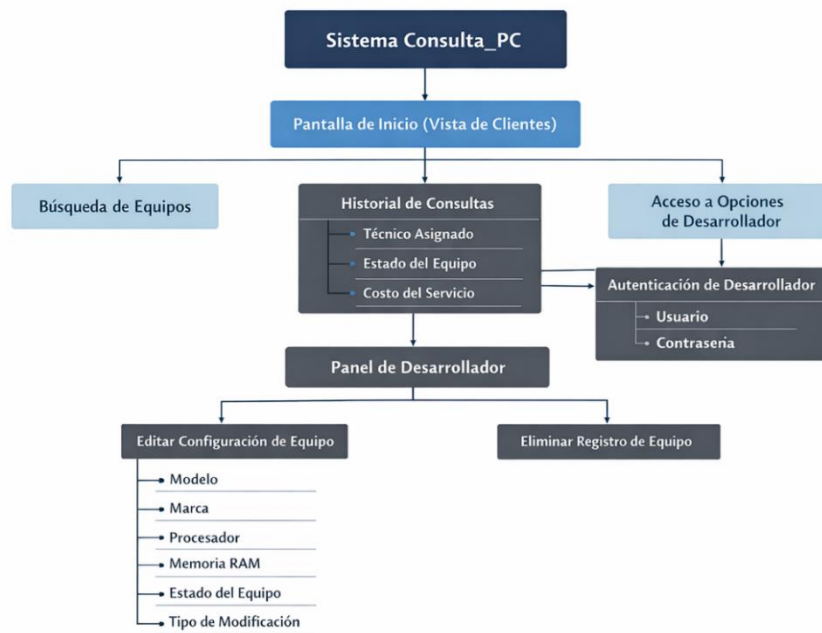 Sistema Consulta_PC
Pantalla de Inicio (Vista de Clientes)
Búsqueda de Equipos
Historial de Consultas
Técnico Asignado
Estado del Equipo
Costo del Servicio
Acceso a Opciones
de Desarrollador
Autenticación de Desarrollador
Usuario
Contraseria
Panel de Desarrollador
Editar Configuración de Equipo
Modelo
Marca
Procesador
Memoria RAM
Estado del Equipo
Tipo de Modificación
Eliminar Registro de Equipo